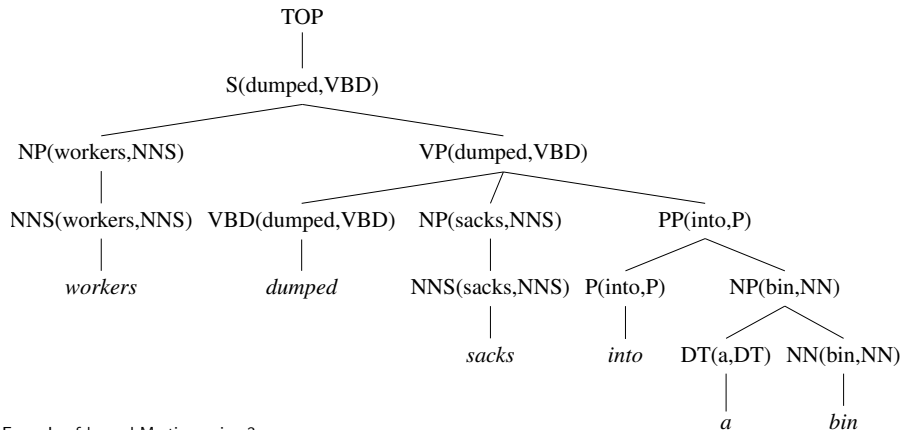 TOP
S(dumped,VBD)
NP(workers,NNS) VP(dumped,VBD)
NNS(workers,NNS) VBD(dumped,VBD) NP(sacks,NNS) PP(into,P)
workers dumped NNS(sacks,NNS) P(into,P) NP(bin,NN)
sacks into DT(a,DT) NN(bin,NN)
a bin